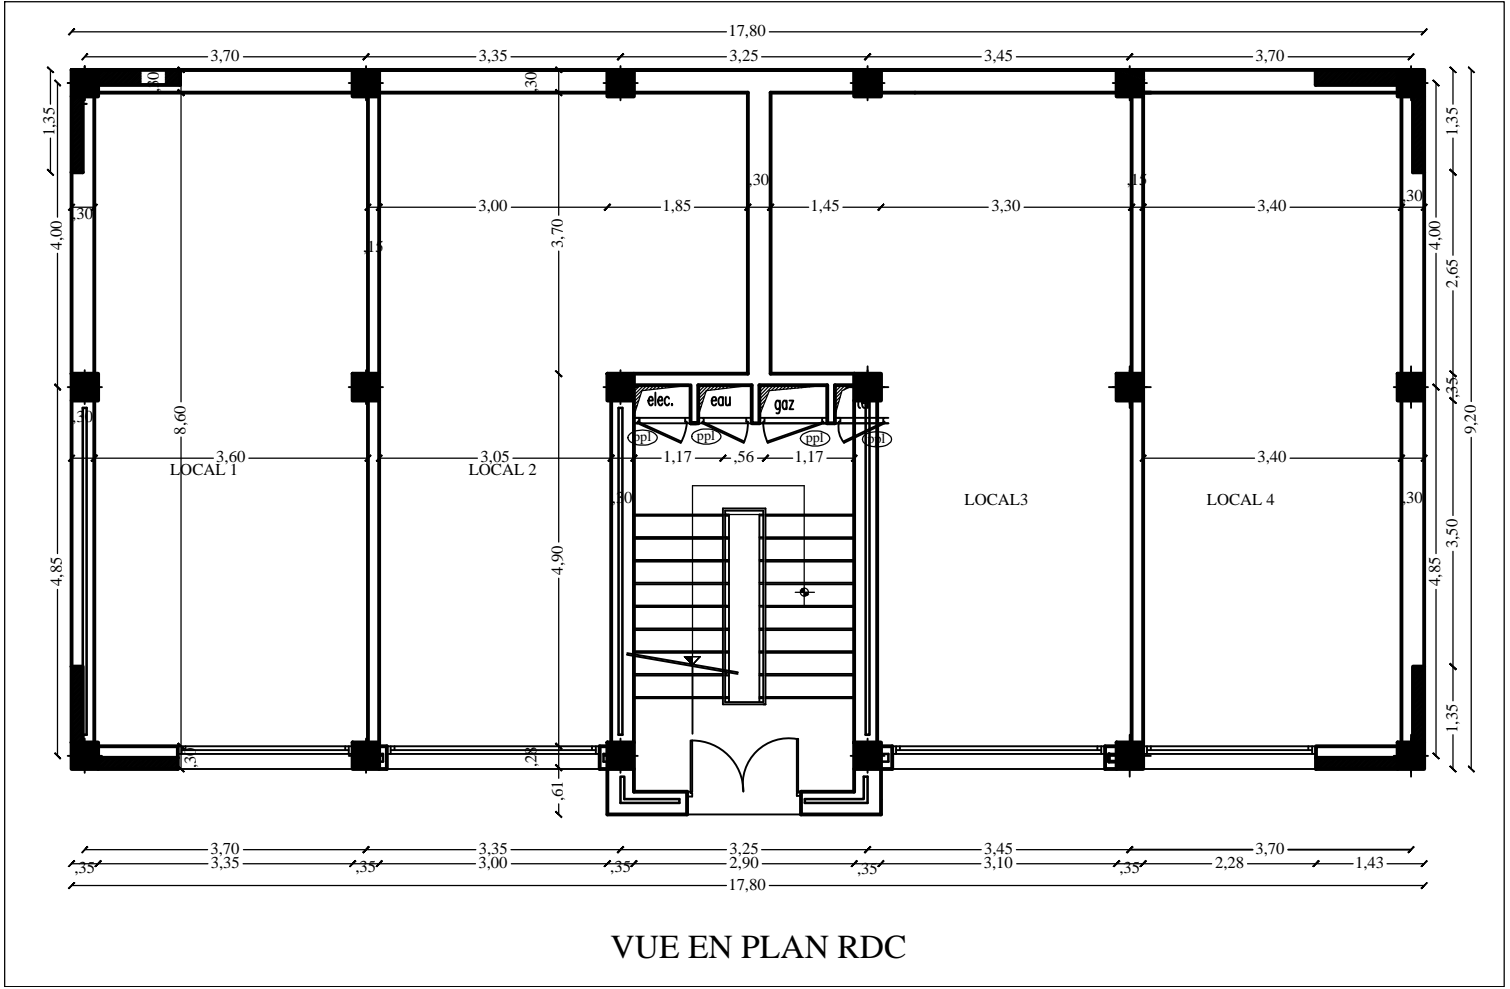 17,80
3,70 3,35 3,25 3,45 3,70
,30 ,30
1,35 1,35
,30 ,15 ,30
,30 3,00 1,85 1,45 3,30 3,40
4,00 ,15 3,70 4,00 2,65
elec. eau gaz
,35
,30 8,60 9,20
ppl ppl ppl ppl
3,60 3,05 1,17 ,56 1,17 3,40
LOCAL 1 LOCAL 2
,30 LOCAL3 LOCAL 4 ,30
4,85 4,90 4,85 3,50
1,35
,30 ,28
,61
3,70 3,35 3,25 3,45 3,70
,35 3,35 ,35 3,00 ,35 2,90 ,35 3,10 ,35 2,28 1,43
17,80
VUE EN PLAN RDC